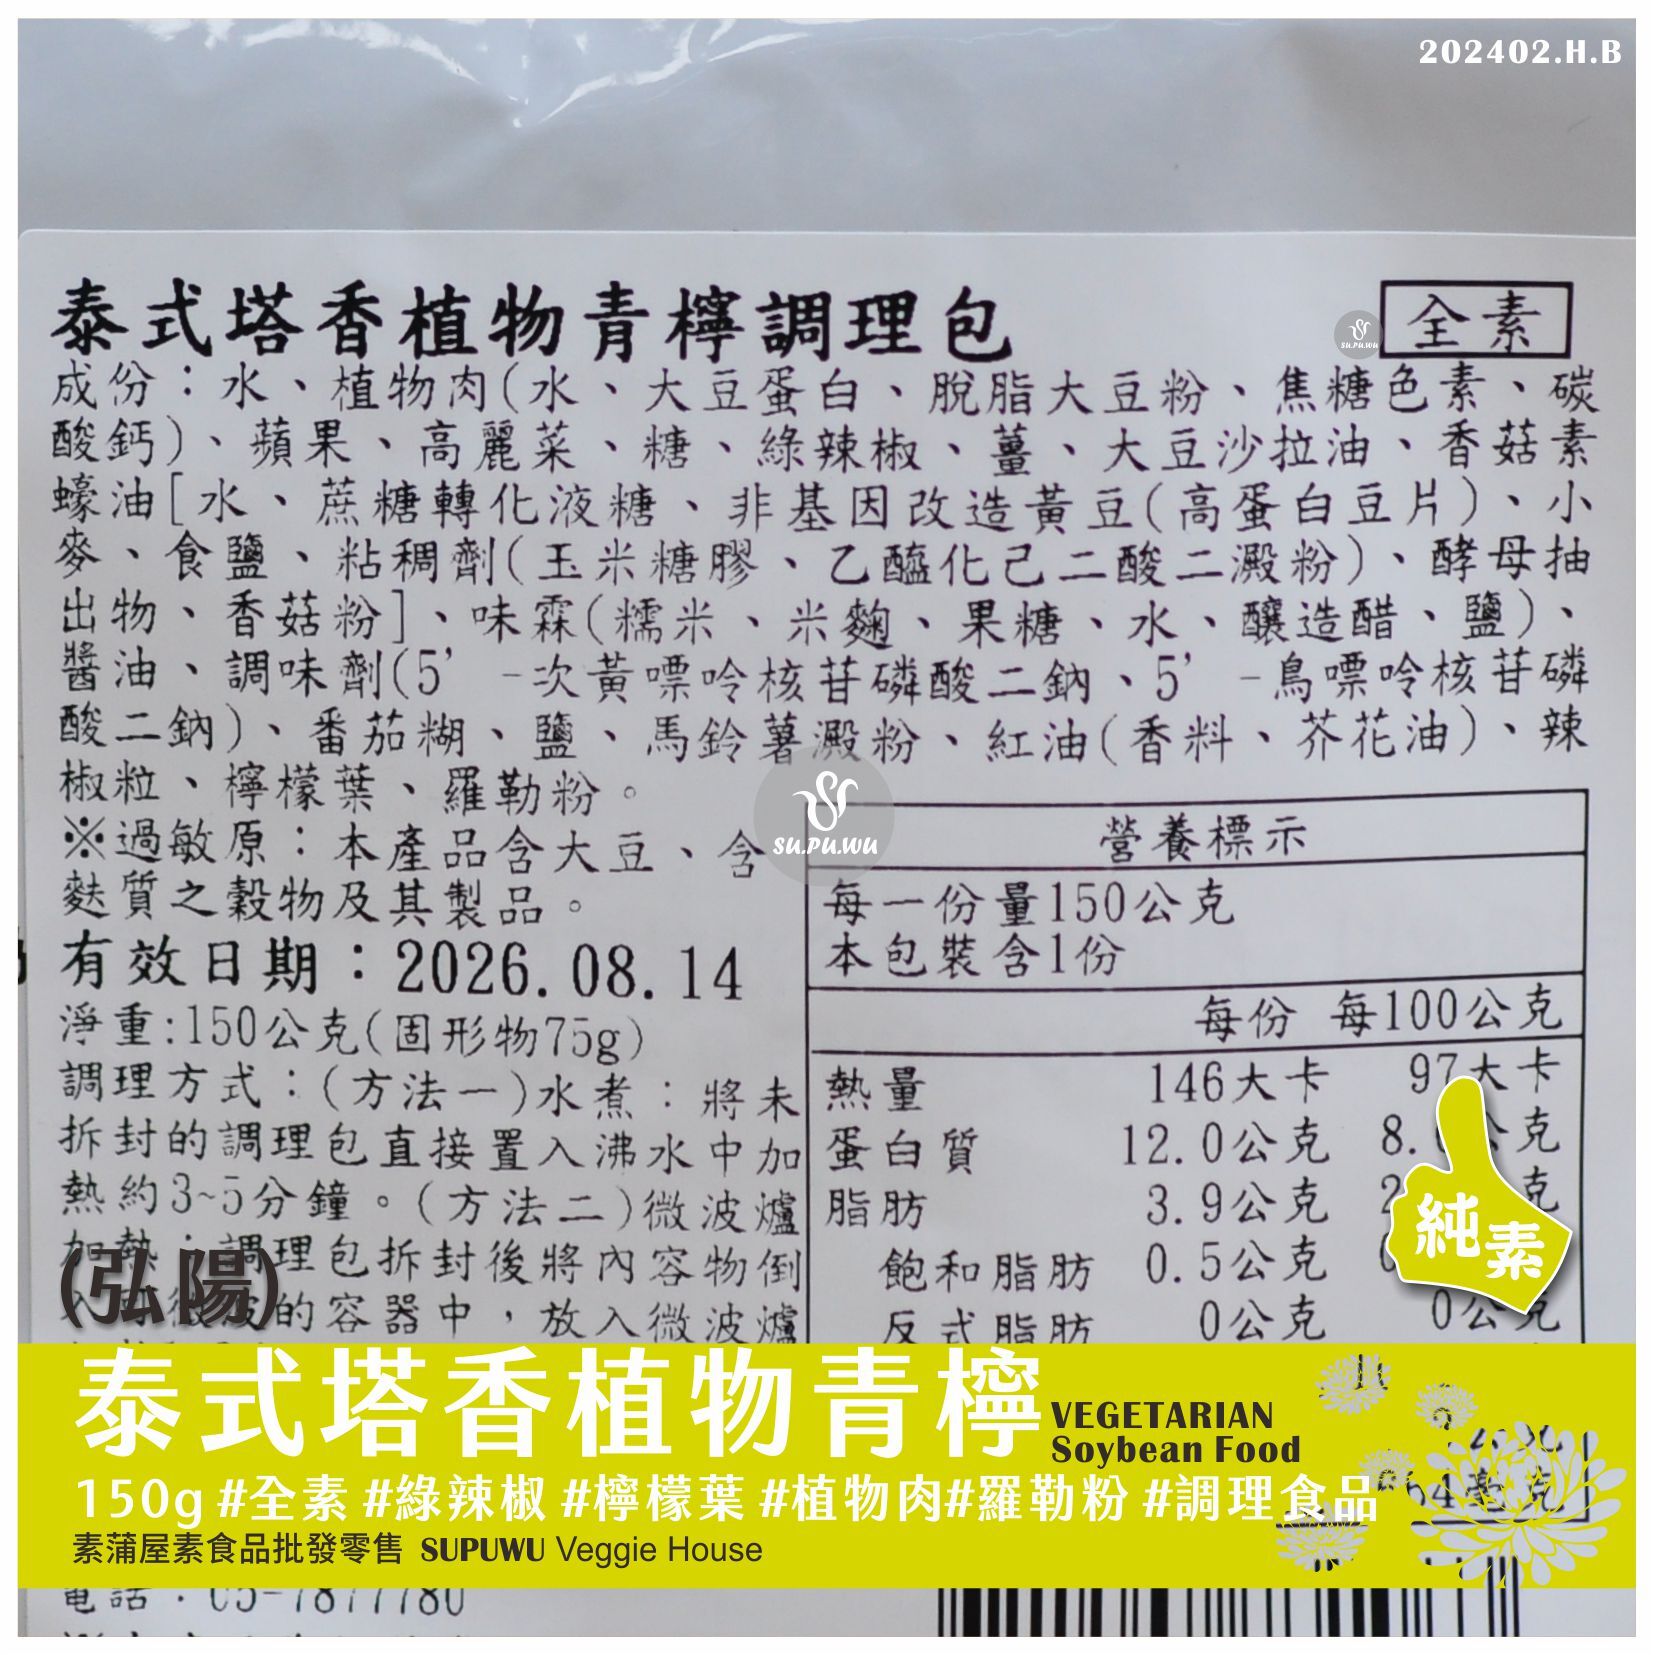 202402.H.B
泰式塔香植物青檸調理包
全素
su.pu.wu
成份：水、植物肉(水、大豆蛋白、脫脂大豆粉、焦糖色素、碳
酸鈣)、蘋果、高麗菜、糖、綠辣椒、薑、大豆沙拉油、香菇素
蠔油[水、蔗糖轉化液糖、非基因改造黃豆(高蛋白豆片)、小
麥、食鹽、粘稠劑(玉米糖膠、乙醯化己二酸二澱粉)、酵母抽
出物、香菇粉]、味霖(糯米、米麴、果糖、水、釀造醋、鹽)、
醬油、調味劑(5'-次黃嘌呤核苷磷酸二鈉、5'-鳥嘌呤核苷磷
酸二鈉)、番茄糊、鹽、馬鈴薯澱粉、紅油(香料、芥花油)、辣
椒粒、檸檬葉、羅勒粉。
※過敏原：本產品含大豆、含
麩質之穀物及其製品。
su.pu.wu
有效日期：2026.08.14
淨重:150公克(固形物75g)
調理方式：(方法一)水煮：將未
拆封的調理包直接置入沸水中加
熱約3~5分鐘。(方法二)微波爐
加熱：調理包拆封後將內容物倒
的容器中，放入微波爐
營養標示
每一份量150公克
本包裝含1份
每份 每100公克
熱量 146大卡 97大卡
蛋白質 12.0公克 8. 公克
脂肪 3.9公克 2 克
飽和脂肪 0.5公克
反式脂肪 0公克 0公克
純素
(弘陽)
泰式塔香植物青檸
VEGETARIAN
Soybean Food
150g #全素 #綠辣椒 #檸檬葉 #植物肉#羅勒粉 #調理食品
素蒲屋素食品批發零售 SUPUWU Veggie House
電話：05-7877780